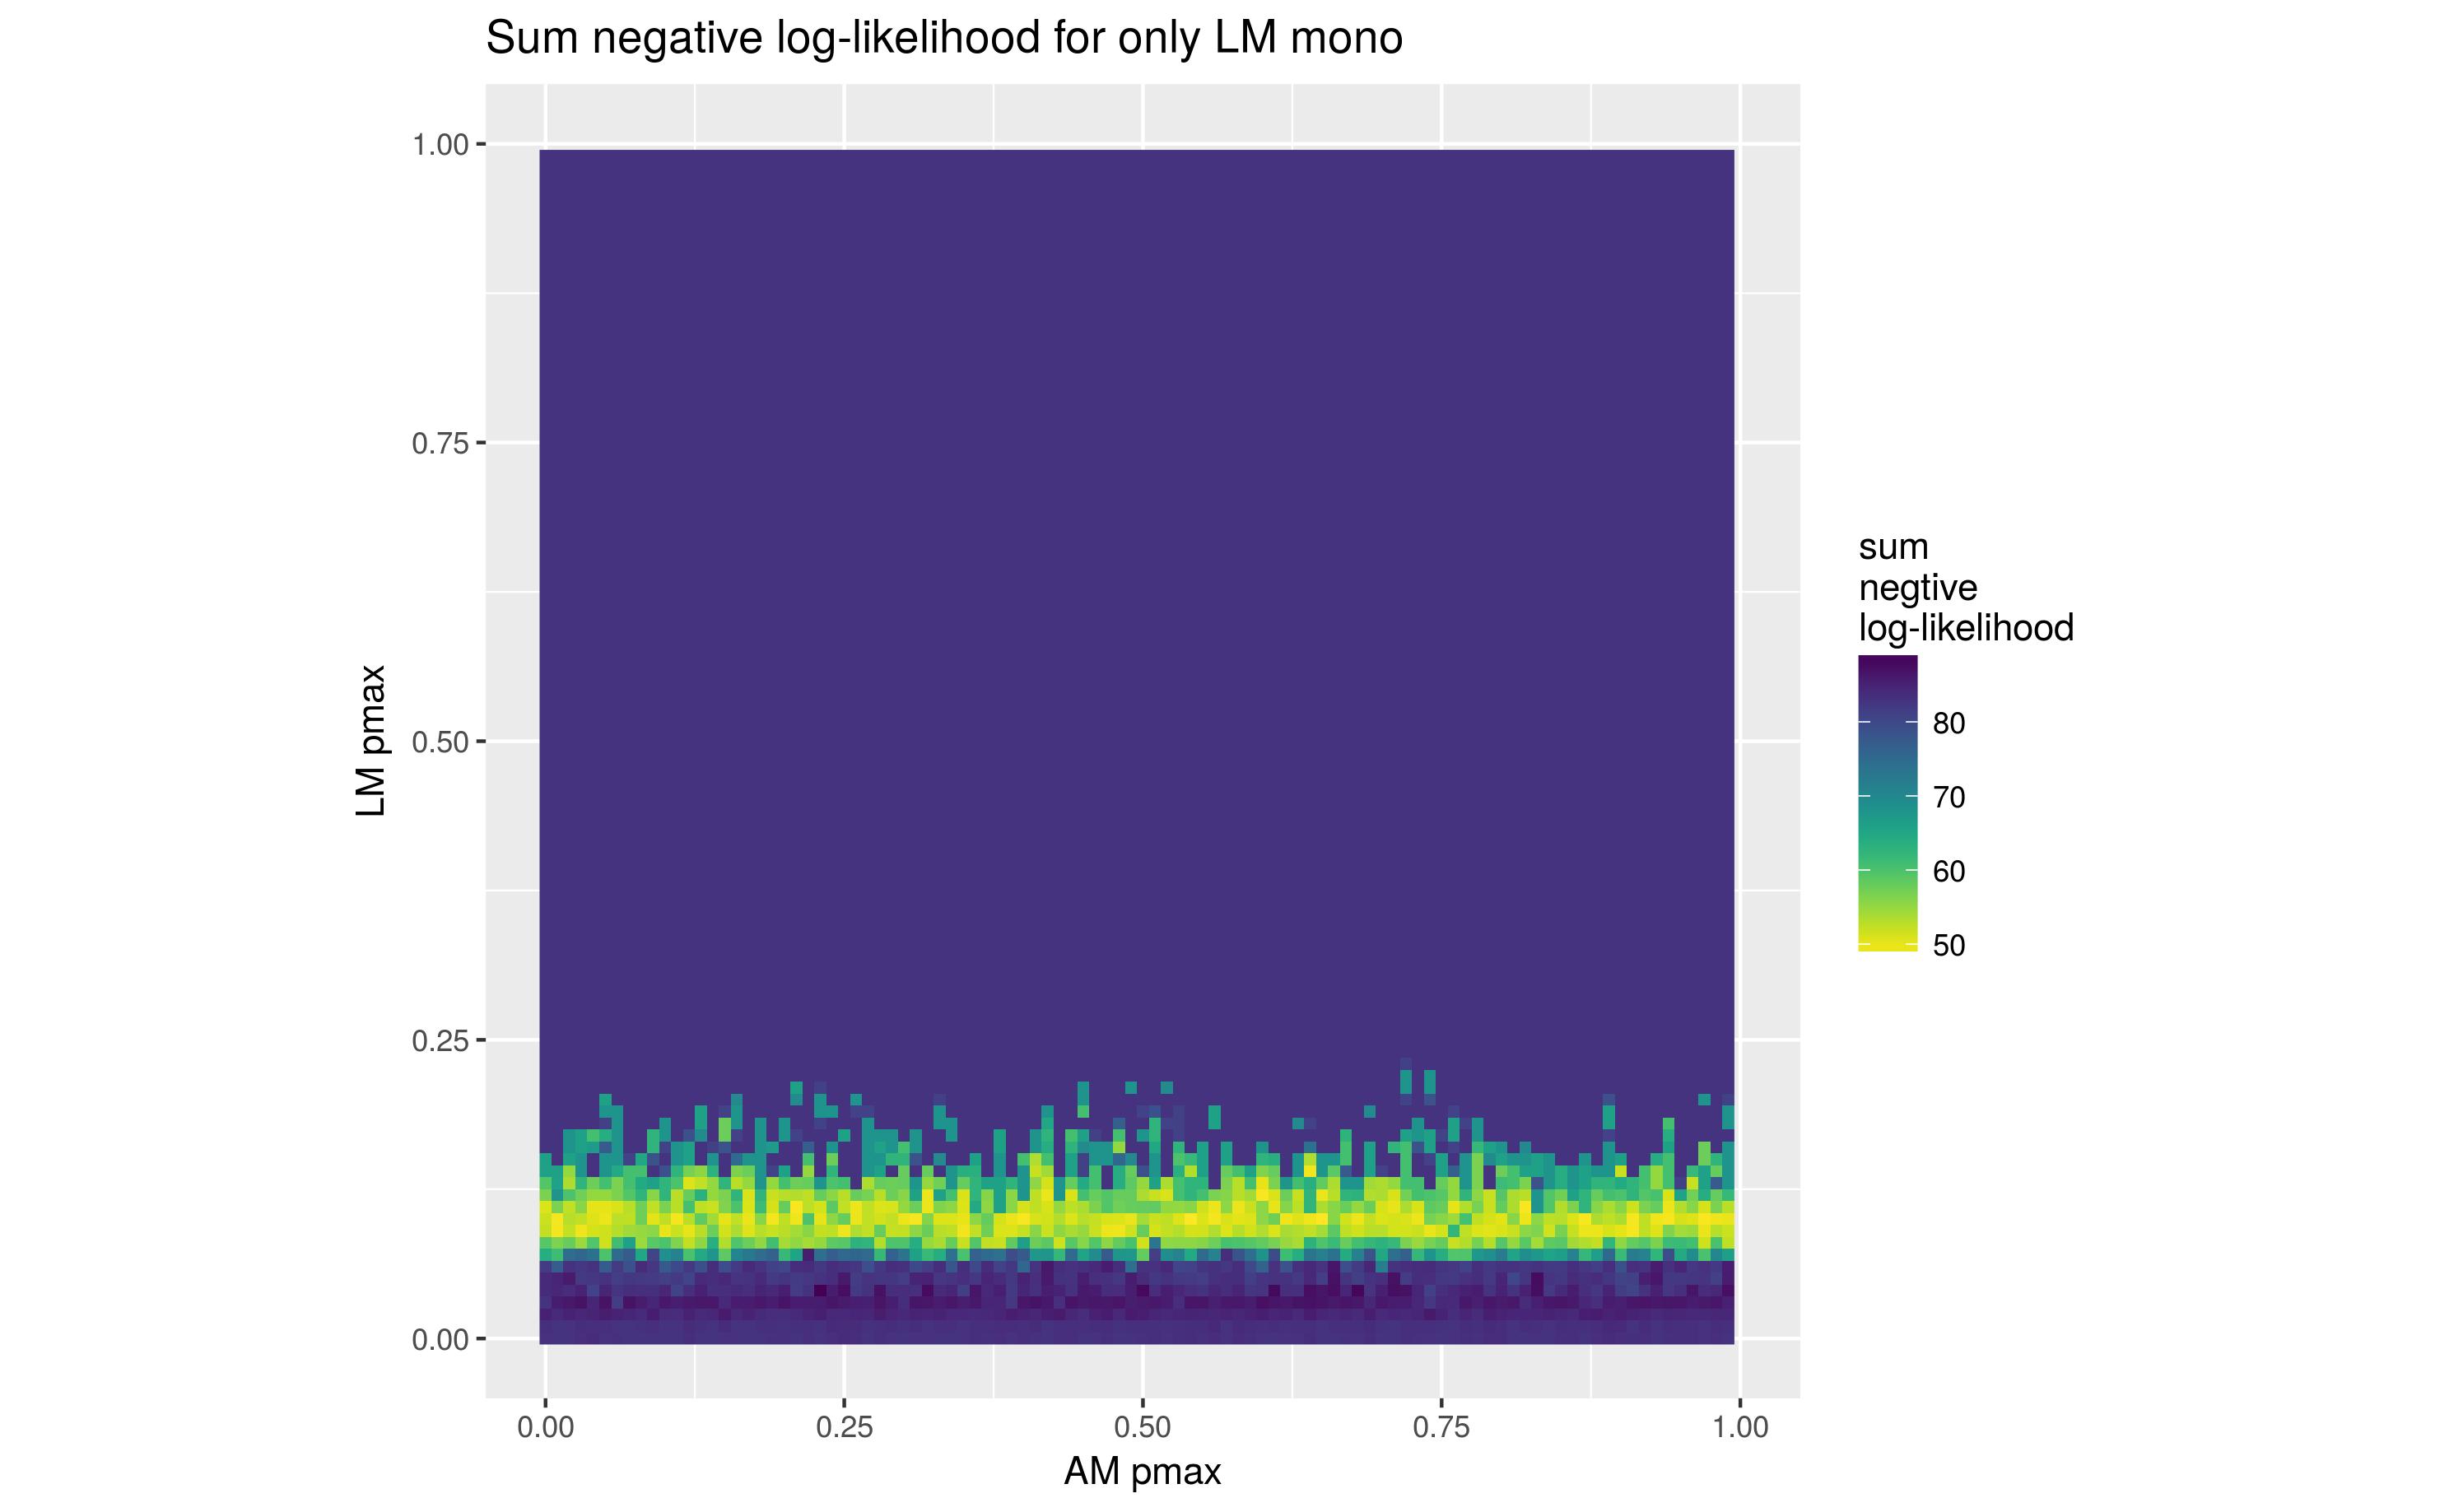 Sum negative log-likelihood for only LM mono
1.00
0.75
0.50
0.25
0.00
LM pmax
0.00 0.25 0.50 0.75 1.00
AM pmax
sum
negtive
log-likelihood
80
70
60
50